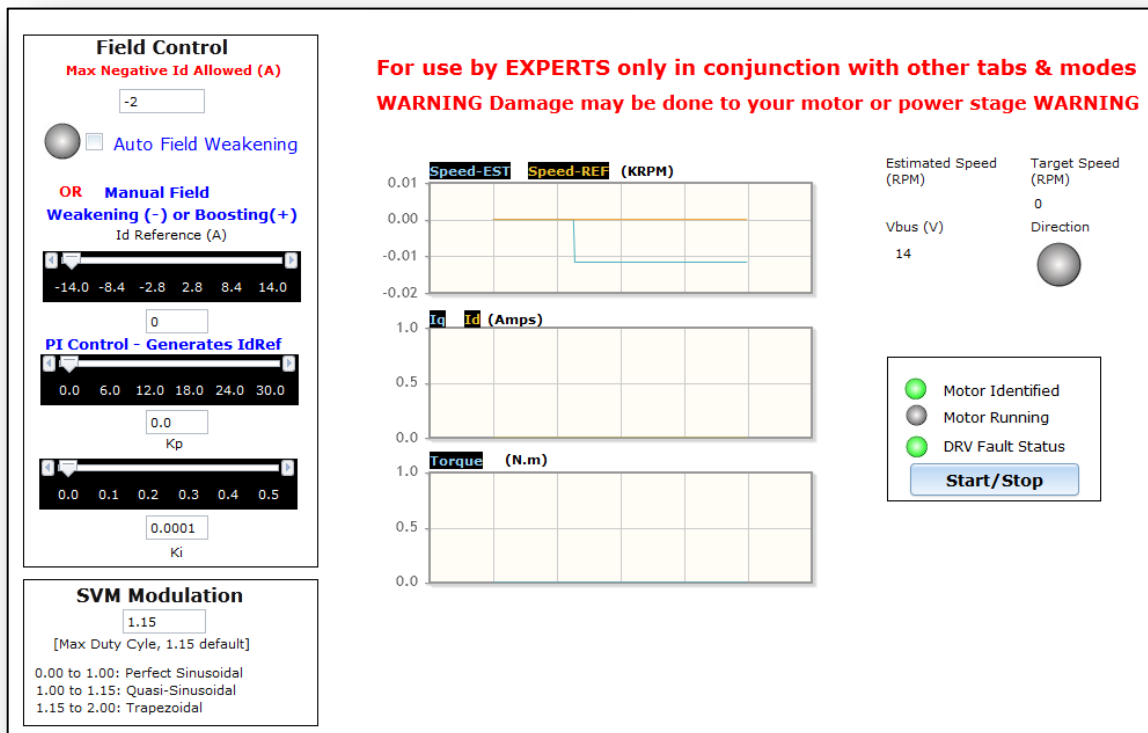 Field Control
Max Negative Id Allowed (A)
-2
Auto Field Weakening
OR Manual Field
Weakening (-) or Boosting(+)
Id Reference (A)
-14.0 -8.4 -2.8 2.8 8.4 14.0
0
PI Control - Generates IdRef
0.0 6.0 12.0 18.0 24.0 30.0
0.0
Kp
0.0 0.1 0.2 0.3 0.4 0.5
0.0001
Ki
SVM Modulation
1.15
[Max Duty Cyle, 1.15 default]
0.00 to 1.00: Perfect Sinusoidal
1.00 to 1.15: Quasi-Sinusoidal
1.15 to 2.00: Trapezoidal
For use by EXPERTS only in conjunction with other tabs & modes
WARNING Damage may be done to your motor or power stage WARNING
Speed-EST Speed-REF (KRPM)
0.01
0.00
-0.01
-0.02
Iq Id (Amps)
1.0
0.5
0.0
Torque (N.m)
1.0
0.5
0.0
Estimated Speed
(RPM)
Target Speed
(RPM)
0
Vbus (V)
14
Direction
Motor Identified
Motor Running
DRV Fault Status
Start/Stop